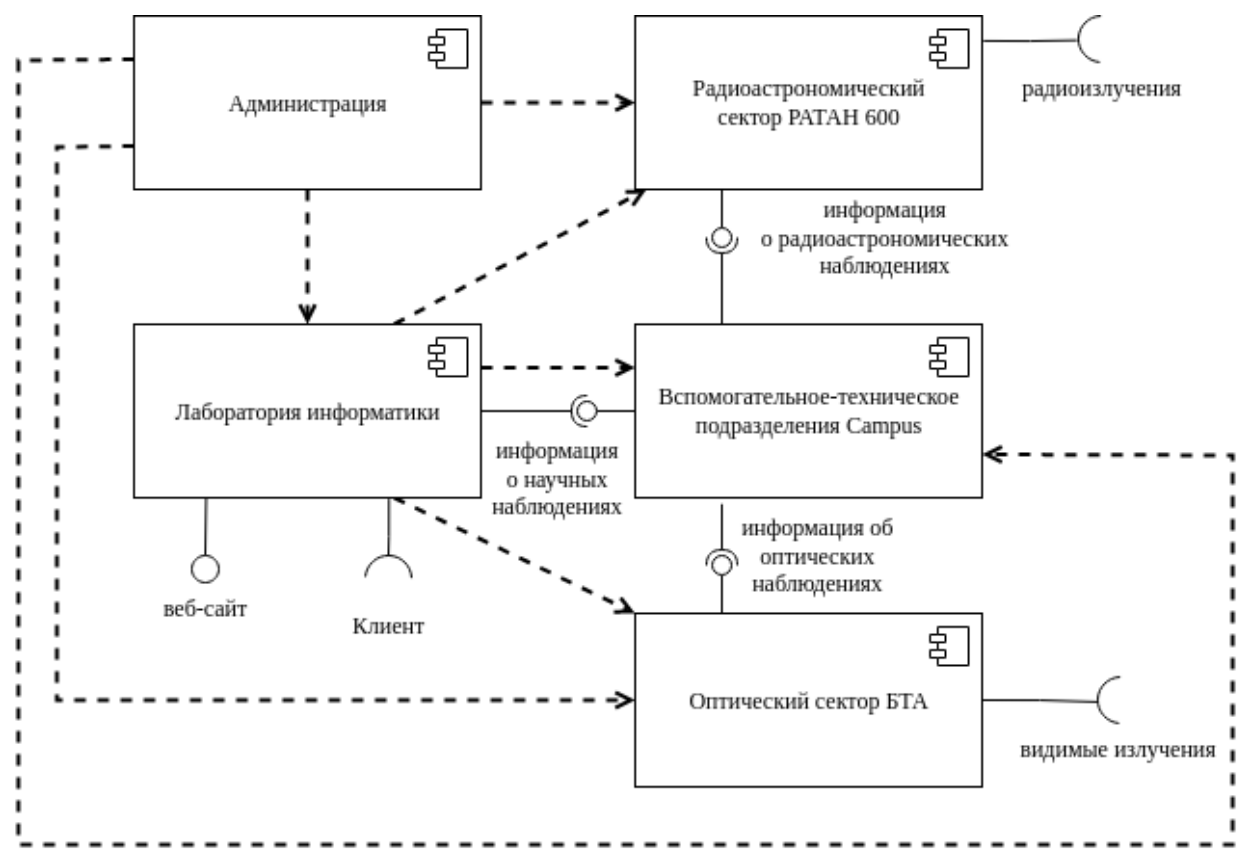 Администрация
Радиоастрономический
сектор РАТАН 600
радиоизлучения
информация
о радиоастрономических
наблюдениях
Лаборатория информатики
Вспомогательное-техническое
подразделения Campus
информация
о научных
наблюдениях
информация об
оптических
наблюдениях
веб-сайт
Клиент
Оптический сектор БТА
видимые излучения